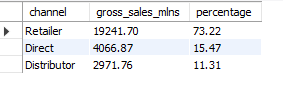 channel gross_sales_mlns percentage
Retailer 19241.70 73.22
Direct 4066.87 15.47
Distributor 2971.76 11.31